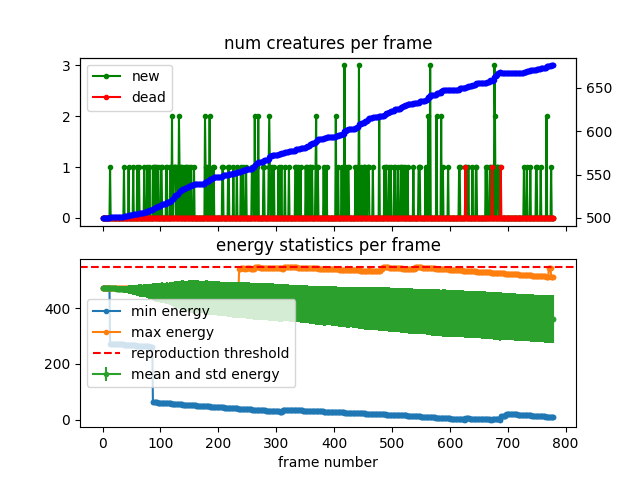 num creatures per frame
3
2
1
0
new
dead
650
600
550
500
energy statistics per frame
400
200
0
min energy
max energy
reproduction threshold
mean and std energy
0 100 200 300 400 500 600 700 800
frame number